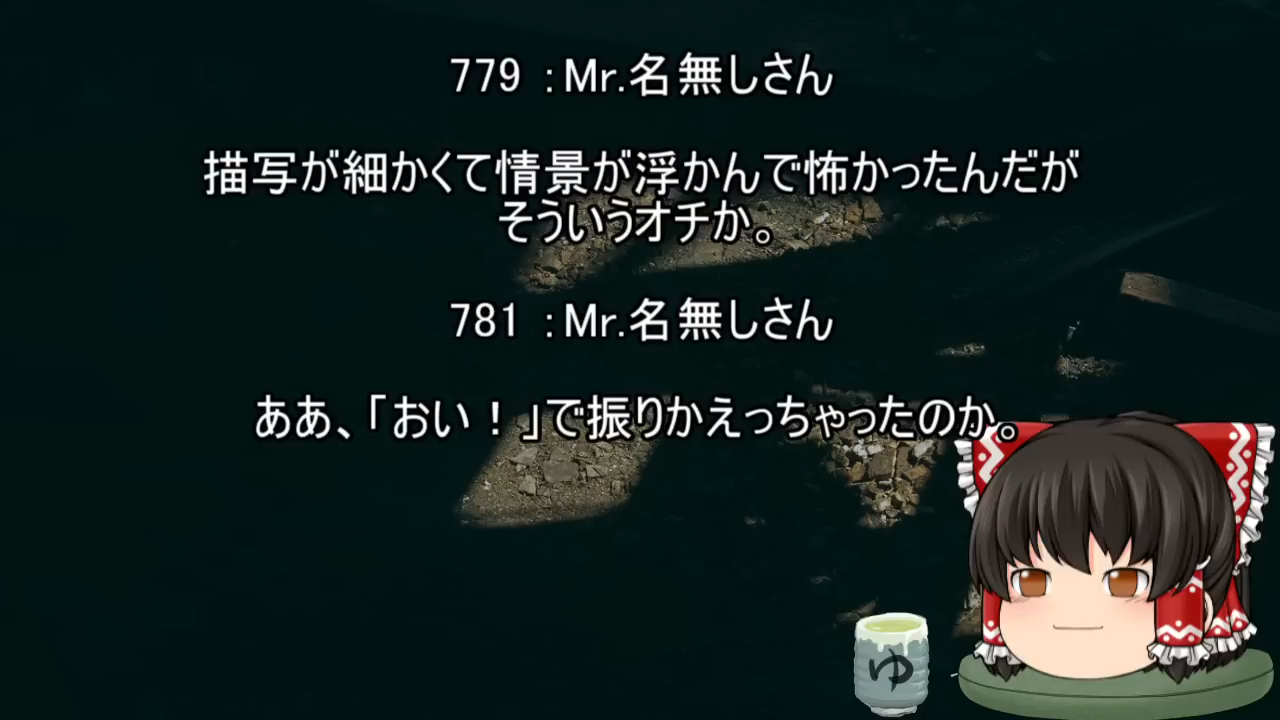 779 :Mr.名無しさん
描写が細かくて情景が浮かんで怖かったんだが
そういうオチか。
781 :Mr.名無しさん
ああ、「おい！」で振りかえっちゃったのか。
ゆ